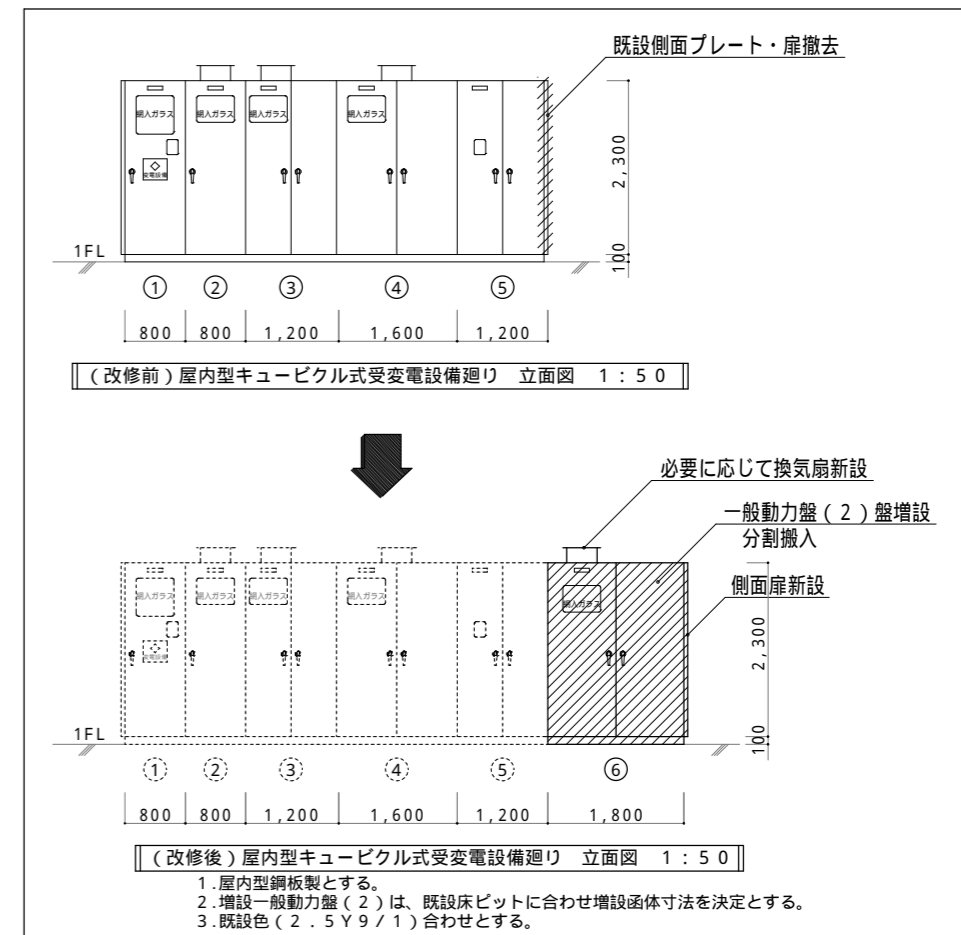 既設側面プレート・扉撤去
網入ガラス
網入ガラス
網入ガラス
網入ガラス
変電設備
2,300
100
1FL
① ② ③ ④ ⑤
800 800 1,200 1,600 1,200
(改修前)屋内型キュービクル式受変電設備廻り 立面図 1:50
必要に応じて換気扇新設
一般動力盤(2)盤増設
分割搬入
側面扉新設
網入ガラス
網入ガラス
網入ガラス
網入ガラス
網入ガラス
変電設備
2,300
100
1FL
① ② ③ ④ ⑤ ⑥
800 800 1,200 1,600 1,200 1,800
(改修後)屋内型キュービクル式受変電設備廻り 立面図 1:50
1.屋内型鋼板製とする。
2.増設一般動力盤(2)は、既設床ピットに合わせ増設函体寸法を決定とする。
3.既設色(2.5Y9/1)合わせとする。